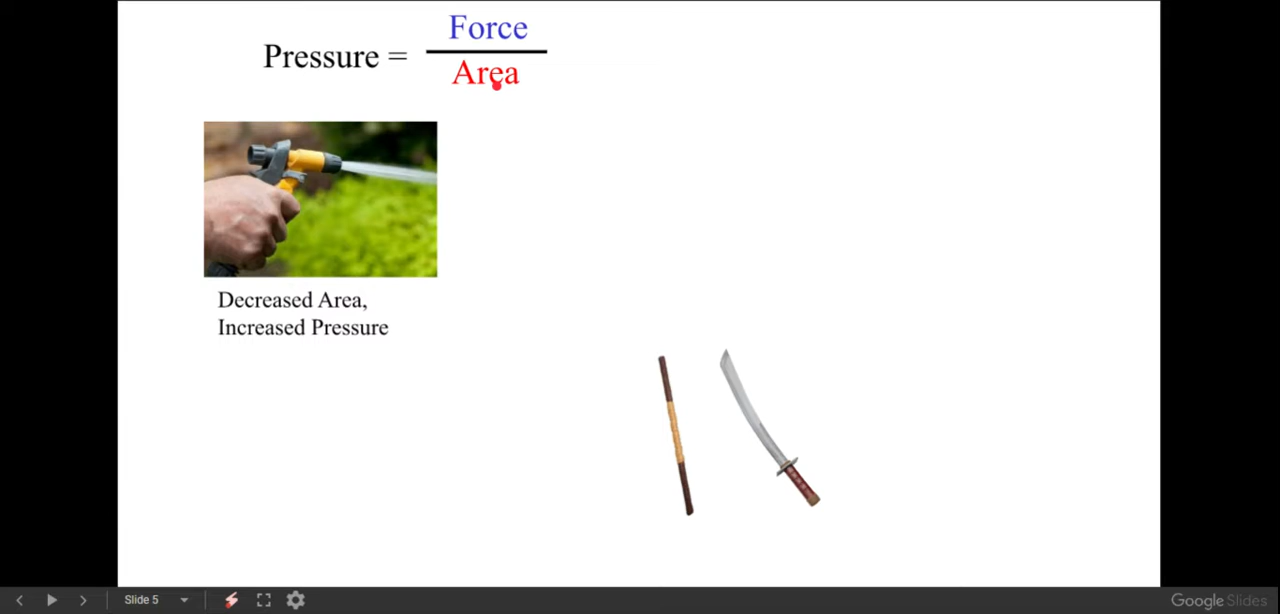 Force
Pressure =
Area
Decreased Area,
Increased Pressure
Slide 5
Google Slides